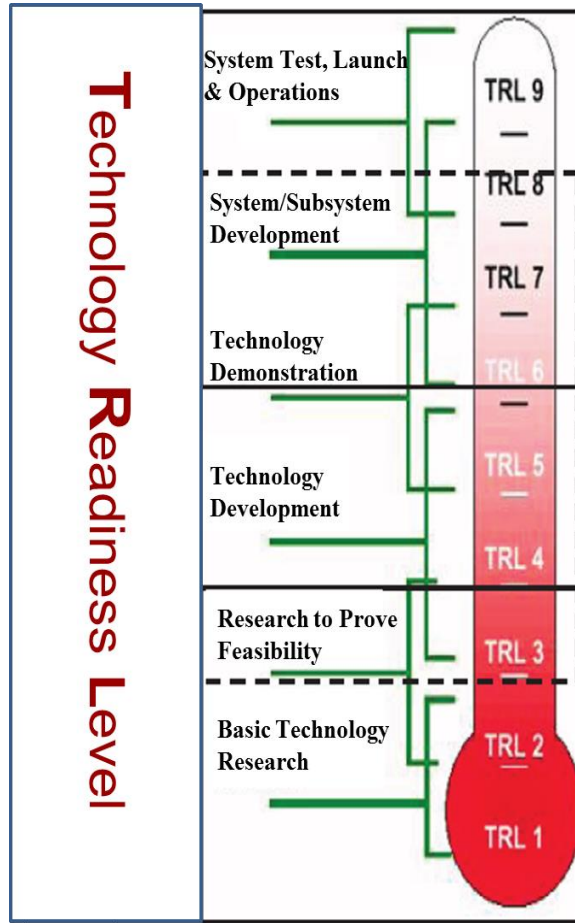 Technology Readiness Level
System Test, Launch
& Operations
TRL 9
TRL 8
System/Subsystem
Development
TRL 7
Technology
Demonstration
TRL 6
TRL 5
Technology
Development
TRL 4
Research to Prove
Feasibility
TRL 3
Basic Technology
Research
TRL 2
TRL 1